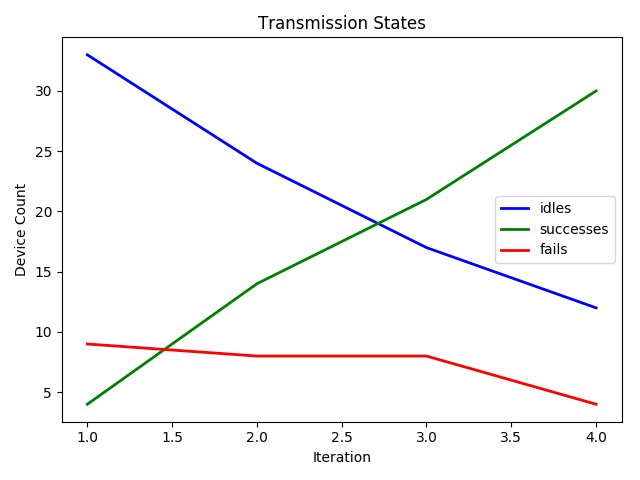 Transmission States
Device Count
30
25
20
15
10
5
idles
successes
fails
1.0 1.5 2.0 2.5 3.0 3.5 4.0
Iteration